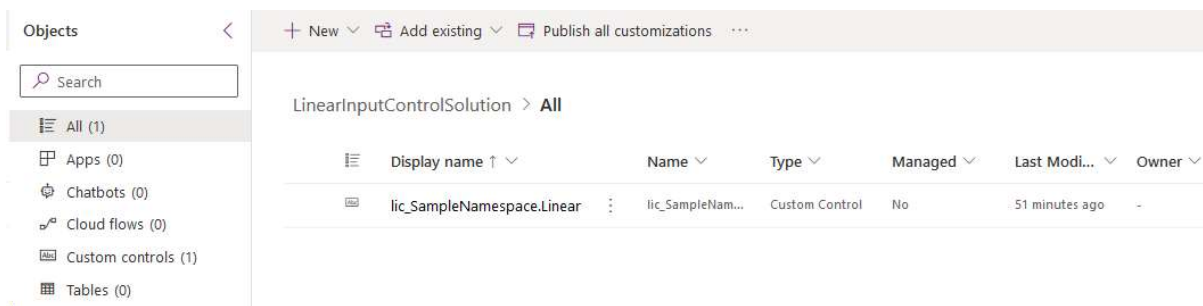 Objects
Search
All (1)
Apps (0)
Chatbots (0)
Cloud flows (0)
Custom controls (1)
Tables (0)
New Add existing Publish all customizations ...
LinearInputControlSolution > All
Display name ↑ Name Type Managed Last Modi... Owner
Abc lic_SampleNamespace.Linear lic_SampleNam... Custom Control No 51 minutes ago -